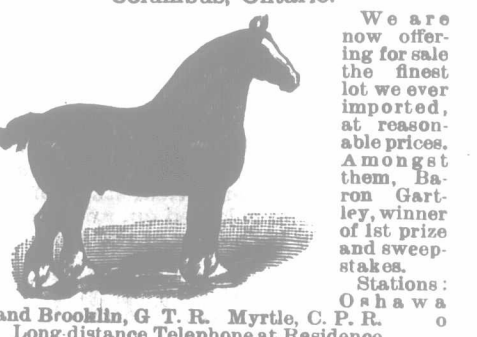 Columbus, Ontario.
We are
now offer-
ing for sale
the finest
lot we ever
imported,
at reason-
able prices.
Amongst
them, Ba-
ron Gart-
ley, winner
of 1st prize
and sweep-
stakes.
Stations:
Oshawa
and Brooklin, G T. R. Myrtle, C. P. R. o
Long-distance Telephone at Residence